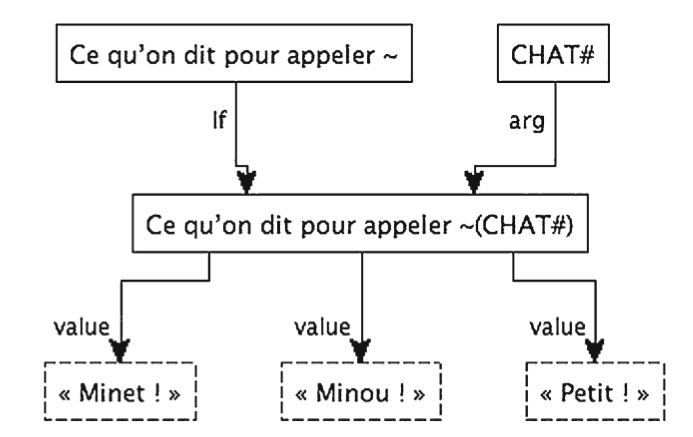 Ce qu'on dit pour appeler ~
CHAT#
lf
arg
Ce qu'on dit pour appeler ~(CHAT#)
value
value
value
« Minet ! »
« Minou ! »
« Petit ! »